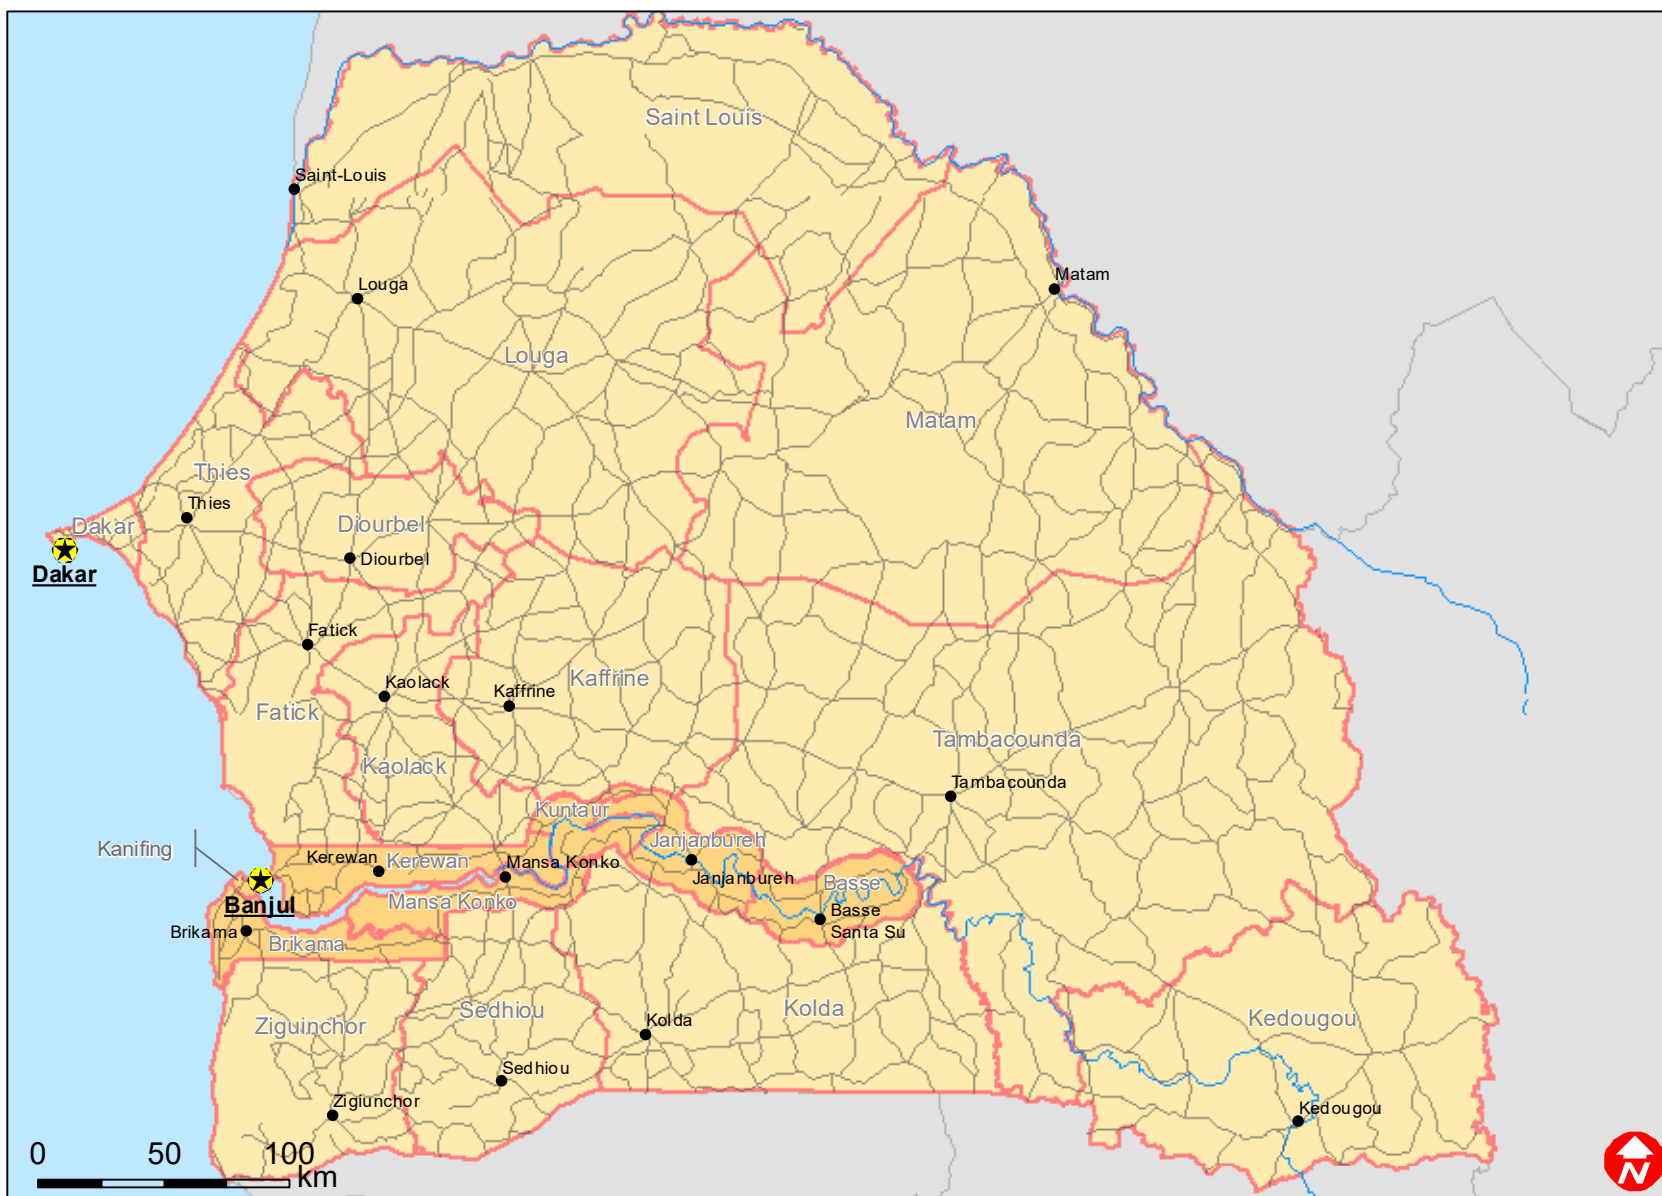 Saint Louis
Saint-Louis
Matam
Louga
Louga
Matam
Thies
Thies
Dakar
Diourbel
Diourbel
Dakar
Fatick
Kaolack
Kaffrine
Kaffrine
Fatick
Tambacounda
Kaolack
Tambacounda
Kuntaur
Kanifing
Kerewan
Kerewan
Mansa Konko
Janjanbureh
Janjanbureh
Basse
Banjul
Mansa Konko
Basse
Santa Su
Brikama
Brikama
Ziguinchor
Sedhiou
Kolda
Kolda
Kedougou
Sedhiou
Zigiunchor
Kedougou
0 50 100
km
N